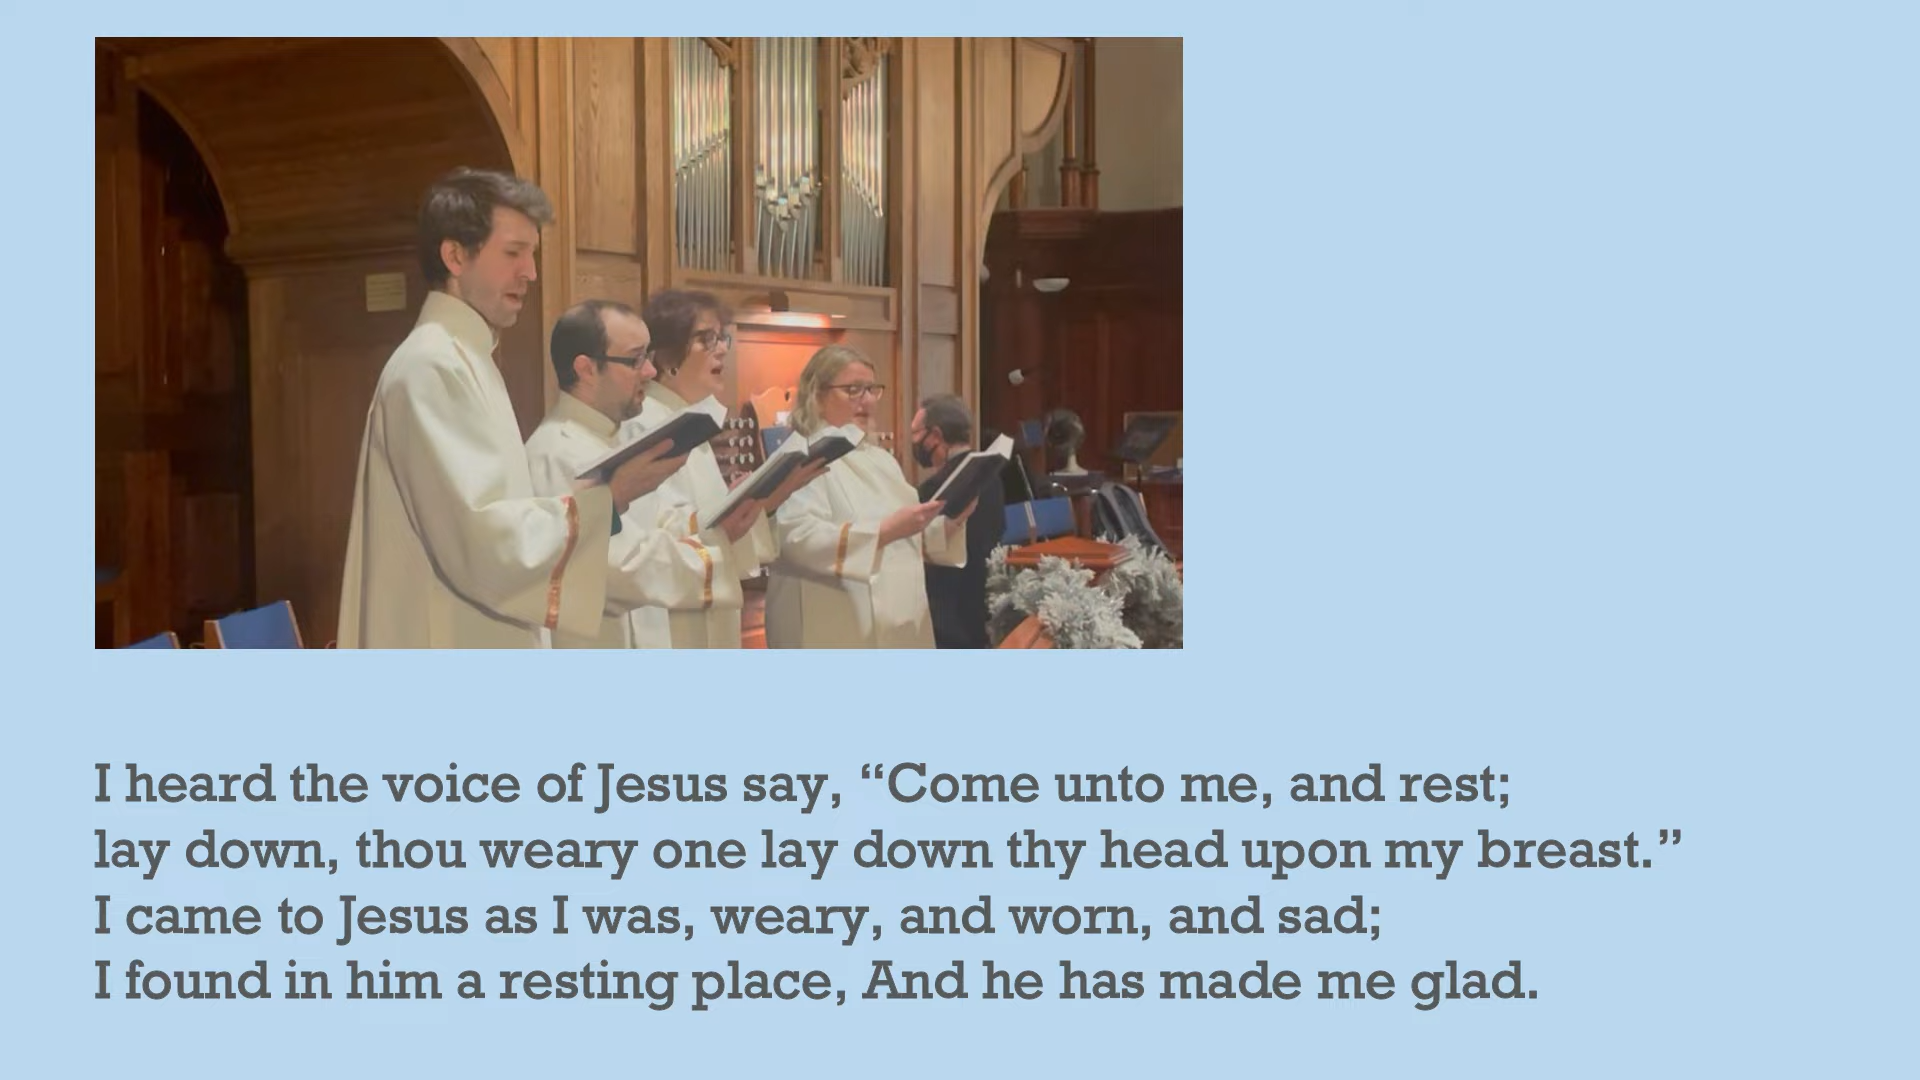 I heard the voice of Jesus say, “Come unto me, and rest;
lay down, thou weary one lay down thy head upon my breast.”
I came to Jesus as I was, weary, and worn, and sad;
I found in him a resting place, And he has made me glad.